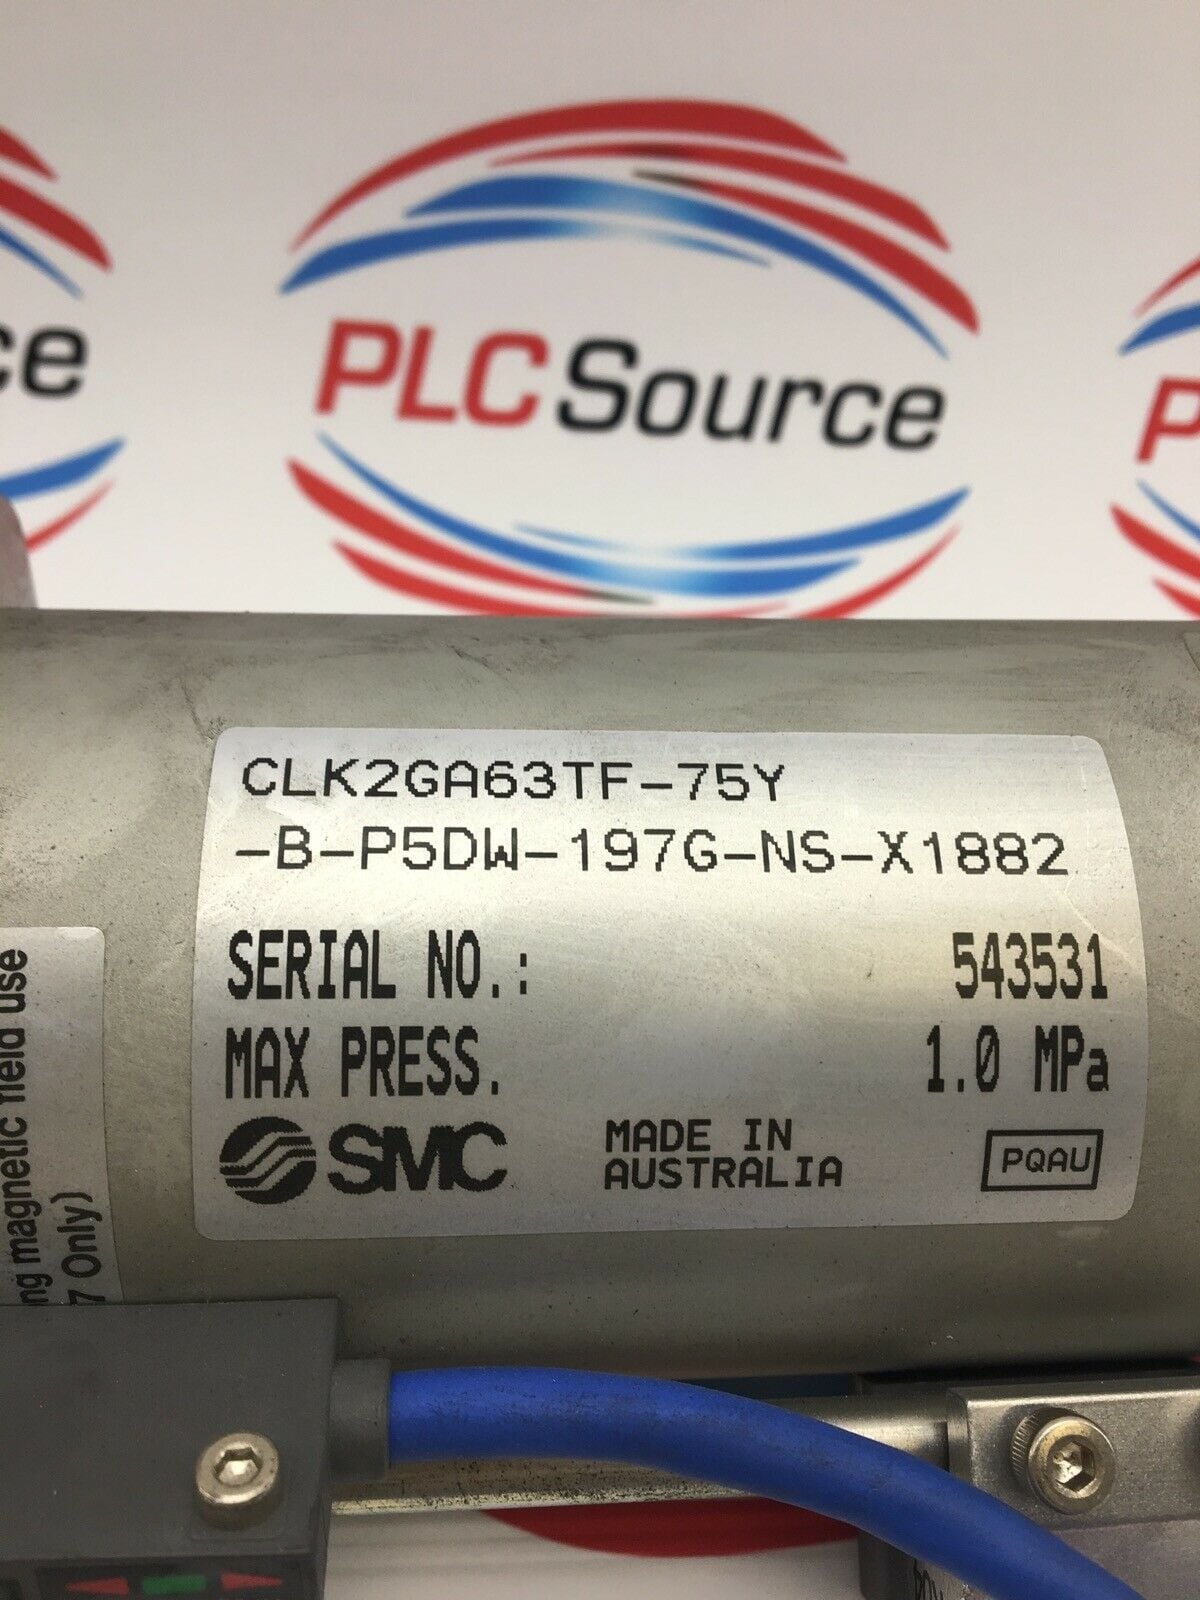 PLC Source
ce
P
CLK2GA63TF-75Y
-B-P5DW-197G-NS-X1882
SERIAL NO.: 543531
MAX PRESS. 1.0 MPa
SMC MADE IN AUSTRALIA PQAU
magnetic field use
7 Only)